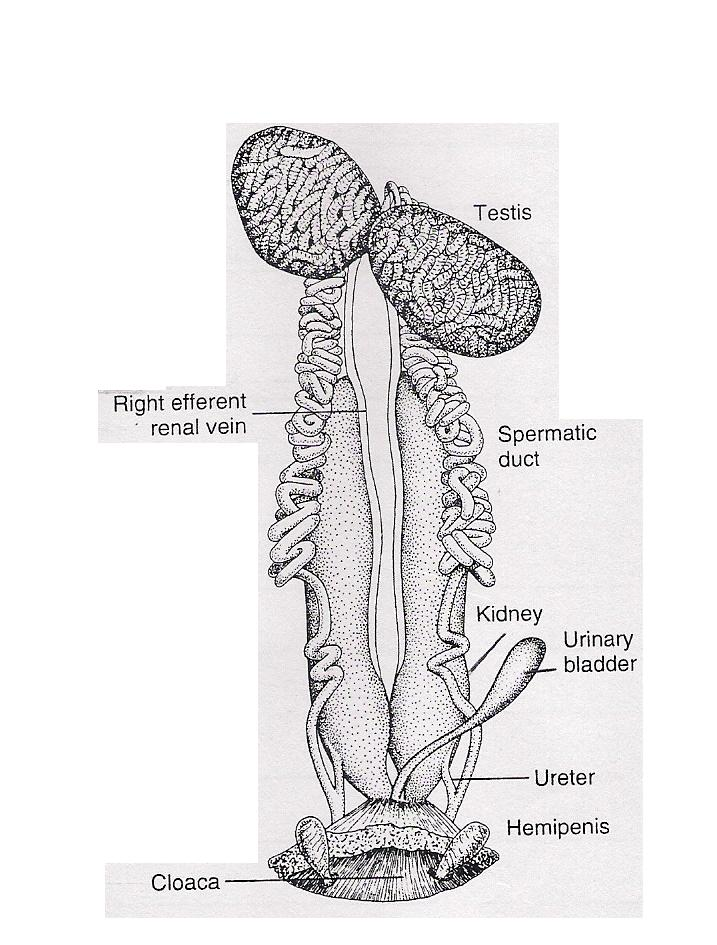 Testis
Right efferent
renal vein
Spermatic
duct
Kidney
Urinary
bladder
Ureter
Hemipenis
Cloaca